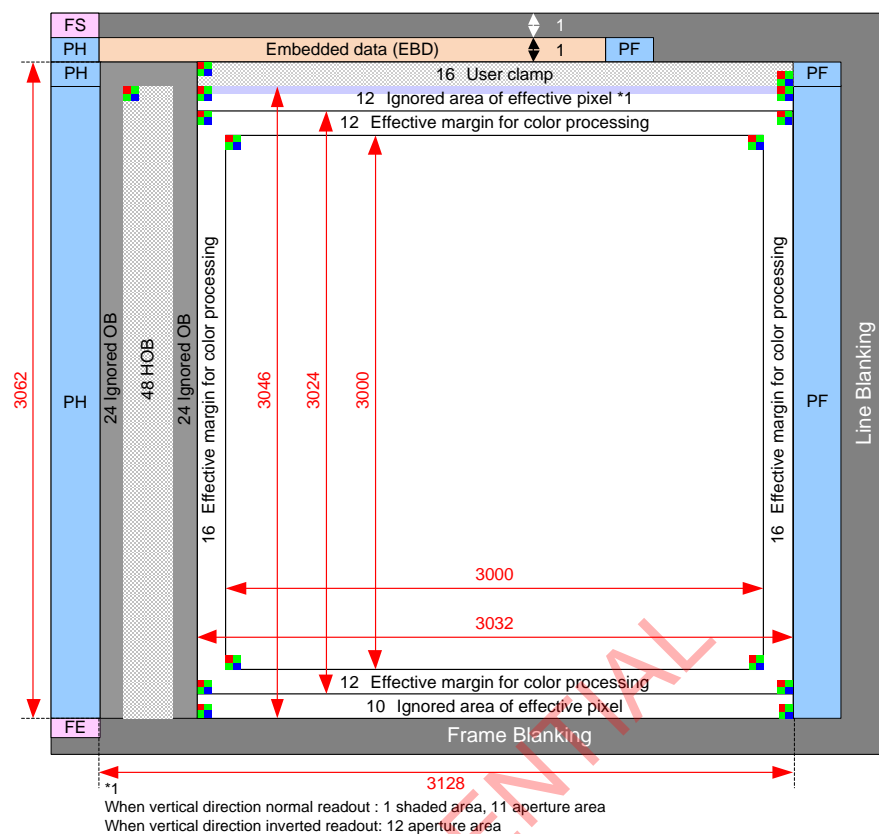 FS
1
PH
Embedded data (EBD)
1
PF
PH
16 User clamp
PF
12 Ignored area of effective pixel *1
12 Effective margin for color processing
3062
PH
24 Ignored OB
48 HOB
24 Ignored OB
16 Effective margin for color processing
3046
3024
3000
16 Effective margin for color processing
PF
Line Blanking
3000
3032
12 Effective margin for color processing
10 Ignored area of effective pixel
FE
Frame Blanking
3128
ENTIAL
*1
When vertical direction normal readout : 1 shaded area, 11 aperture area
When vertical direction inverted readout: 12 aperture area